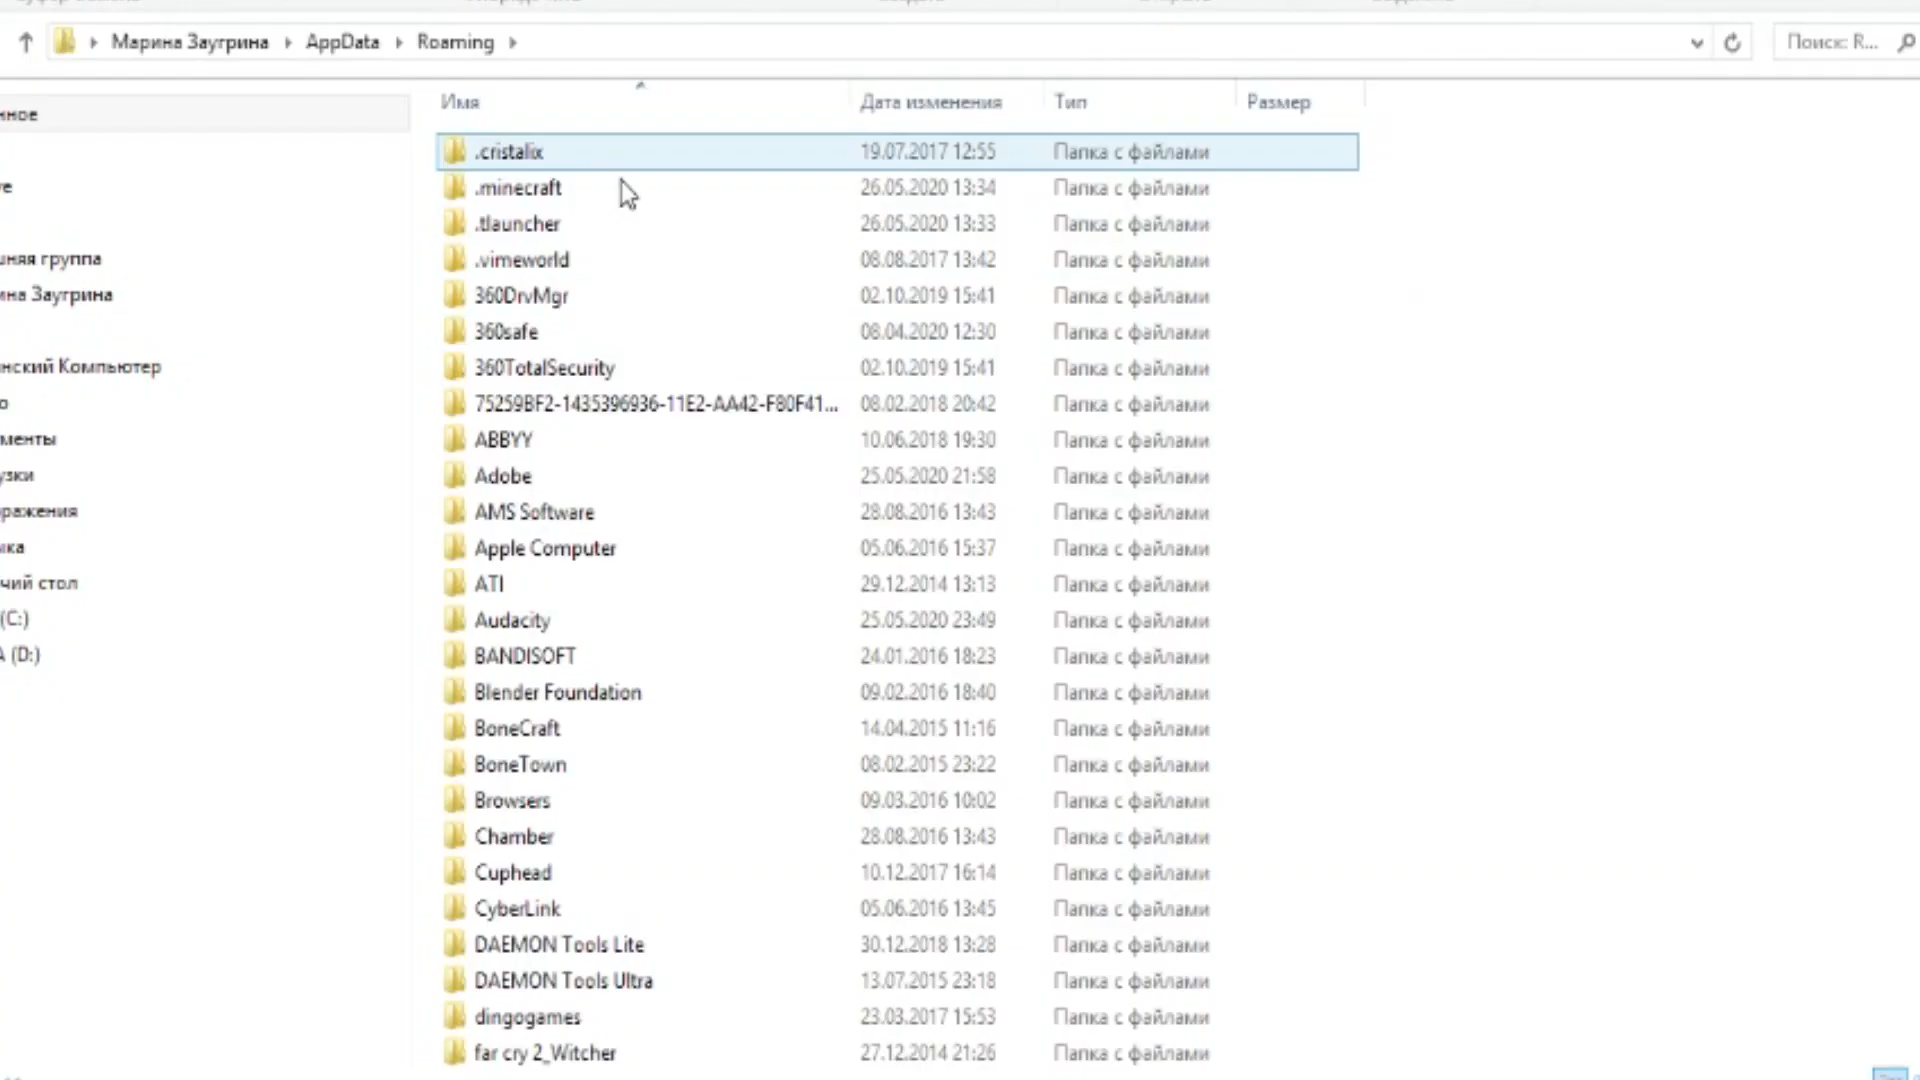 Марина Заугрина AppData Roaming Поиск: R...
Имя Дата изменения Тип Размер
.cristalix 19.07.2017 12:55 Папка с файлами
.minecraft 26.05.2020 13:34 Папка с файлами
.tlauncher 26.05.2020 13:33 Папка с файлами
.vimeworld 08.08.2017 13:42 Папка с файлами
360DrvMgr 02.10.2019 15:41 Папка с файлами
360safe 08.04.2020 12:30 Папка с файлами
360TotalSecurity 02.10.2019 15:41 Папка с файлами
75259BF2-1435396936-11E2-AA42-F80F41... 08.02.2018 20:42 Папка с файлами
ABBYY 10.06.2018 19:30 Папка с файлами
Adobe 25.05.2020 21:58 Папка с файлами
AMS Software 28.08.2016 13:43 Папка с файлами
Apple Computer 05.06.2016 15:37 Папка с файлами
ATI 29.12.2014 13:13 Папка с файлами
Audacity 25.05.2020 23:49 Папка с файлами
BANDISOFT 24.01.2016 18:23 Папка с файлами
Blender Foundation 09.02.2016 18:40 Папка с файлами
BoneCraft 14.04.2015 11:16 Папка с файлами
BoneTown 08.02.2015 23:22 Папка с файлами
Browsers 09.03.2016 10:02 Папка с файлами
Chamber 28.08.2016 13:43 Папка с файлами
Cuphead 10.12.2017 16:14 Папка с файлами
CyberLink 05.06.2016 13:45 Папка с файлами
DAEMON Tools Lite 30.12.2018 13:28 Папка с файлами
DAEMON Tools Ultra 13.07.2015 23:18 Папка с файлами
dingogames 23.03.2017 15:53 Папка с файлами
far cry 2_Witcher 27.12.2014 21:26 Папка с файлами
нное
ve
шняя группа
ина Заугрина
нский Компьютер
о
менты
узки
ражения
ыка
чий стол
(C:)
A (D:)